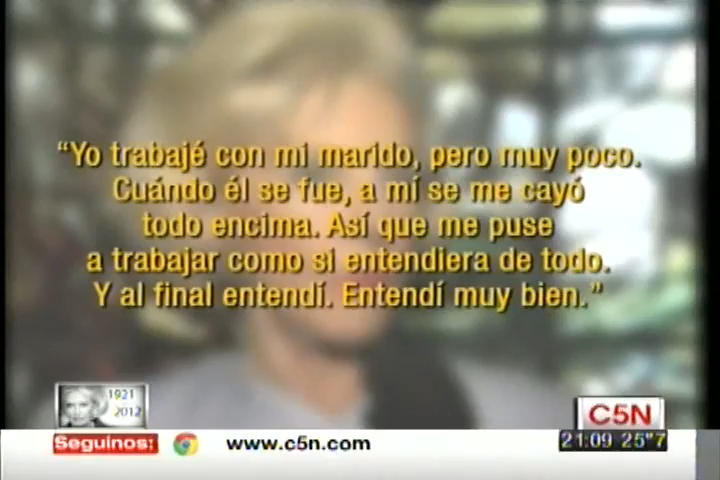 “Yo trabajé con mi marido, pero muy poco.
Cuándo él se fue, a mí se me cayó
todo encima. Así que me puse
a trabajar como si entendiera de todo.
Y al final entendí. Entendí muy bien.”
1921
2012
C5N
Seguinos: www.c5n.com
21:09 25°7